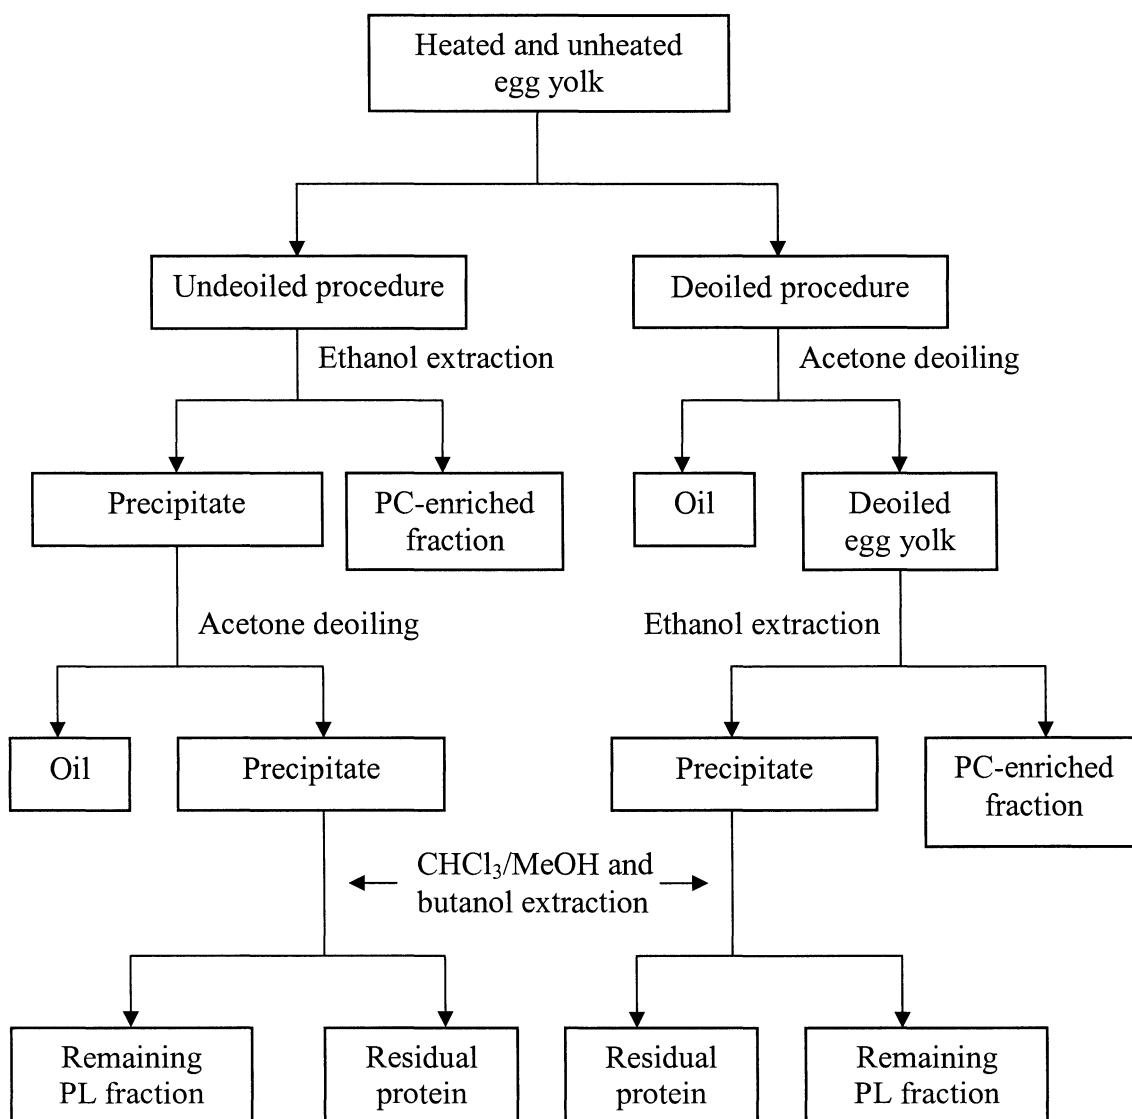 Heated and unheated
egg yolk
Undeoiled procedure
Deoiled procedure
Ethanol extraction
Acetone deoiling
Precipitate
PC-enriched
fraction
Oil
Deoiled
egg yolk
Acetone deoiling
Ethanol extraction
Oil
Precipitate
Precipitate
PC-enriched
fraction
CHCl₃/MeOH and
butanol extraction
Remaining
PL fraction
Residual
protein
Residual
protein
Remaining
PL fraction